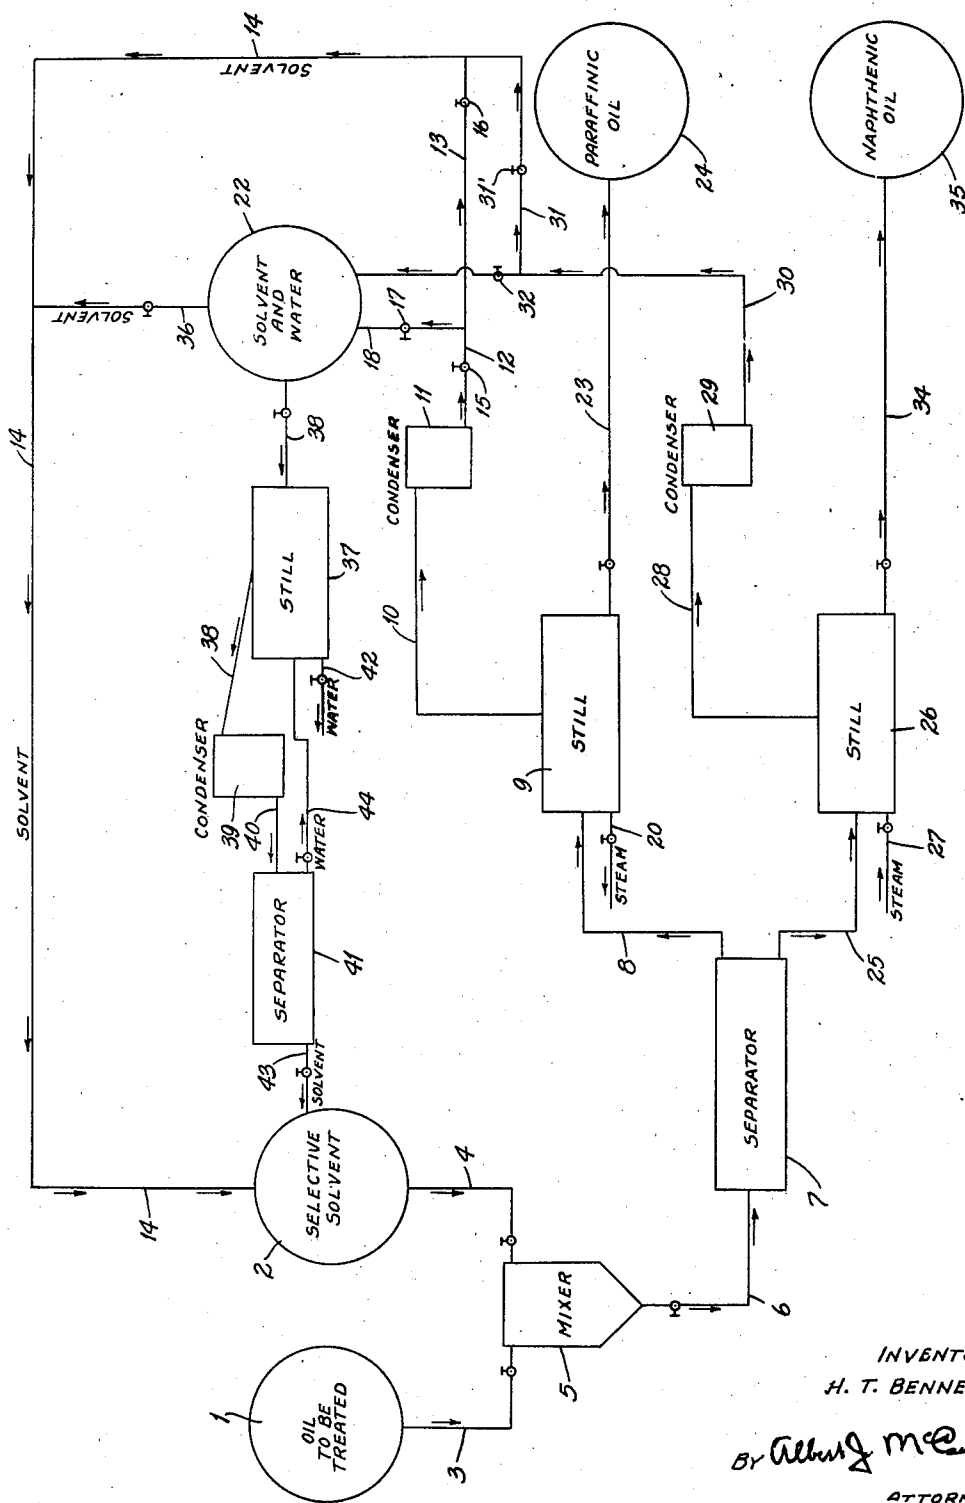 14
SOLVENT
14
SOLVENT
14
SOLVENT
36
22
SOLVENT
AND
WATER
38
STILL
37
38
42
WATER
CONDENSER
39
40
44
WATER
SEPARATOR
41
43
SOLVENT
SELECTIVE
SOLVENT
2
4
1
OIL
TO BE
TREATED
3
MIXER
5
6
SEPARATOR
7
8
25
STEAM
20
9
STILL
10
CONDENSER
11
15
12
17
18
13
16
31'
31
32
23
PARAFFINIC
OIL
24
STEAM
27
STILL
26
28
CONDENSER
29
30
34
NAPHTHENIC
OIL
35
H. T. BENNE
BY Albert J